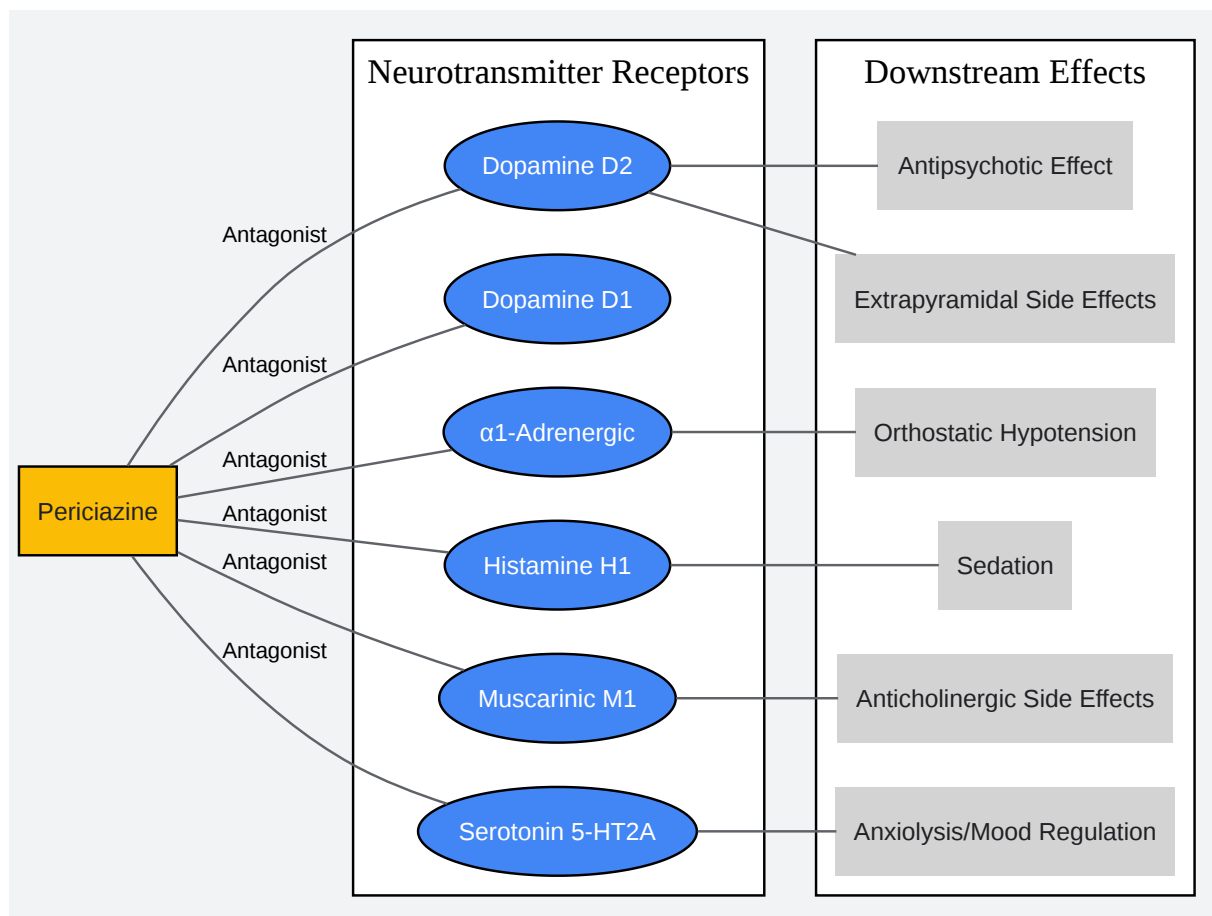 Neurotransmitter Receptors
Downstream Effects
Dopamine D2
Antipsychotic Effect
Antagonist
Dopamine D1
Extrapyramidal Side Effects
Antagonist
α1-Adrenergic
Orthostatic Hypotension
Antagonist
Periciazine
Antagonist
Histamine H1
Sedation
Antagonist
Antagonist
Muscarinic M1
Anticholinergic Side Effects
Serotonin 5-HT2A
Anxiolysis/Mood Regulation